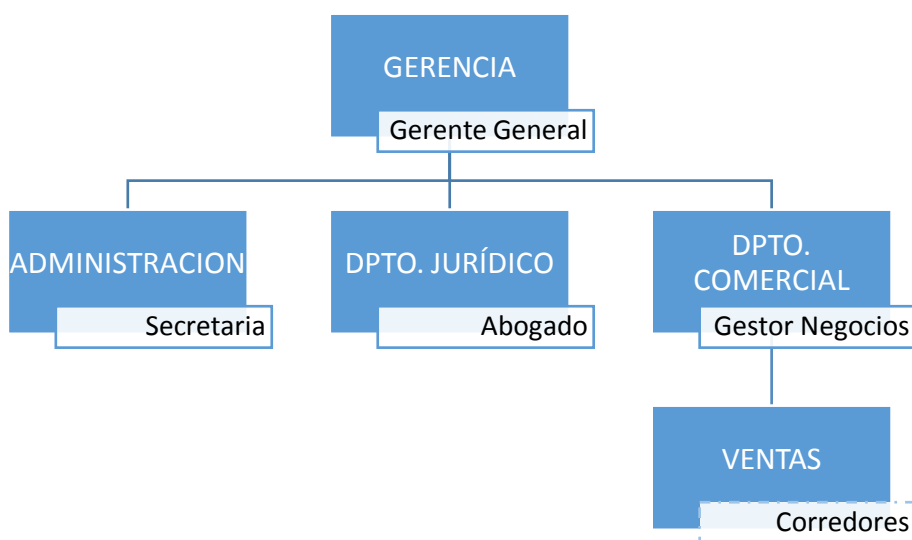 GERENCIA
Gerente General
ADMINISTRACION
Secretaria
DPTO. JURÍDICO
Abogado
DPTO.
COMERCIAL
Gestor Negocios
VENTAS
Corredores